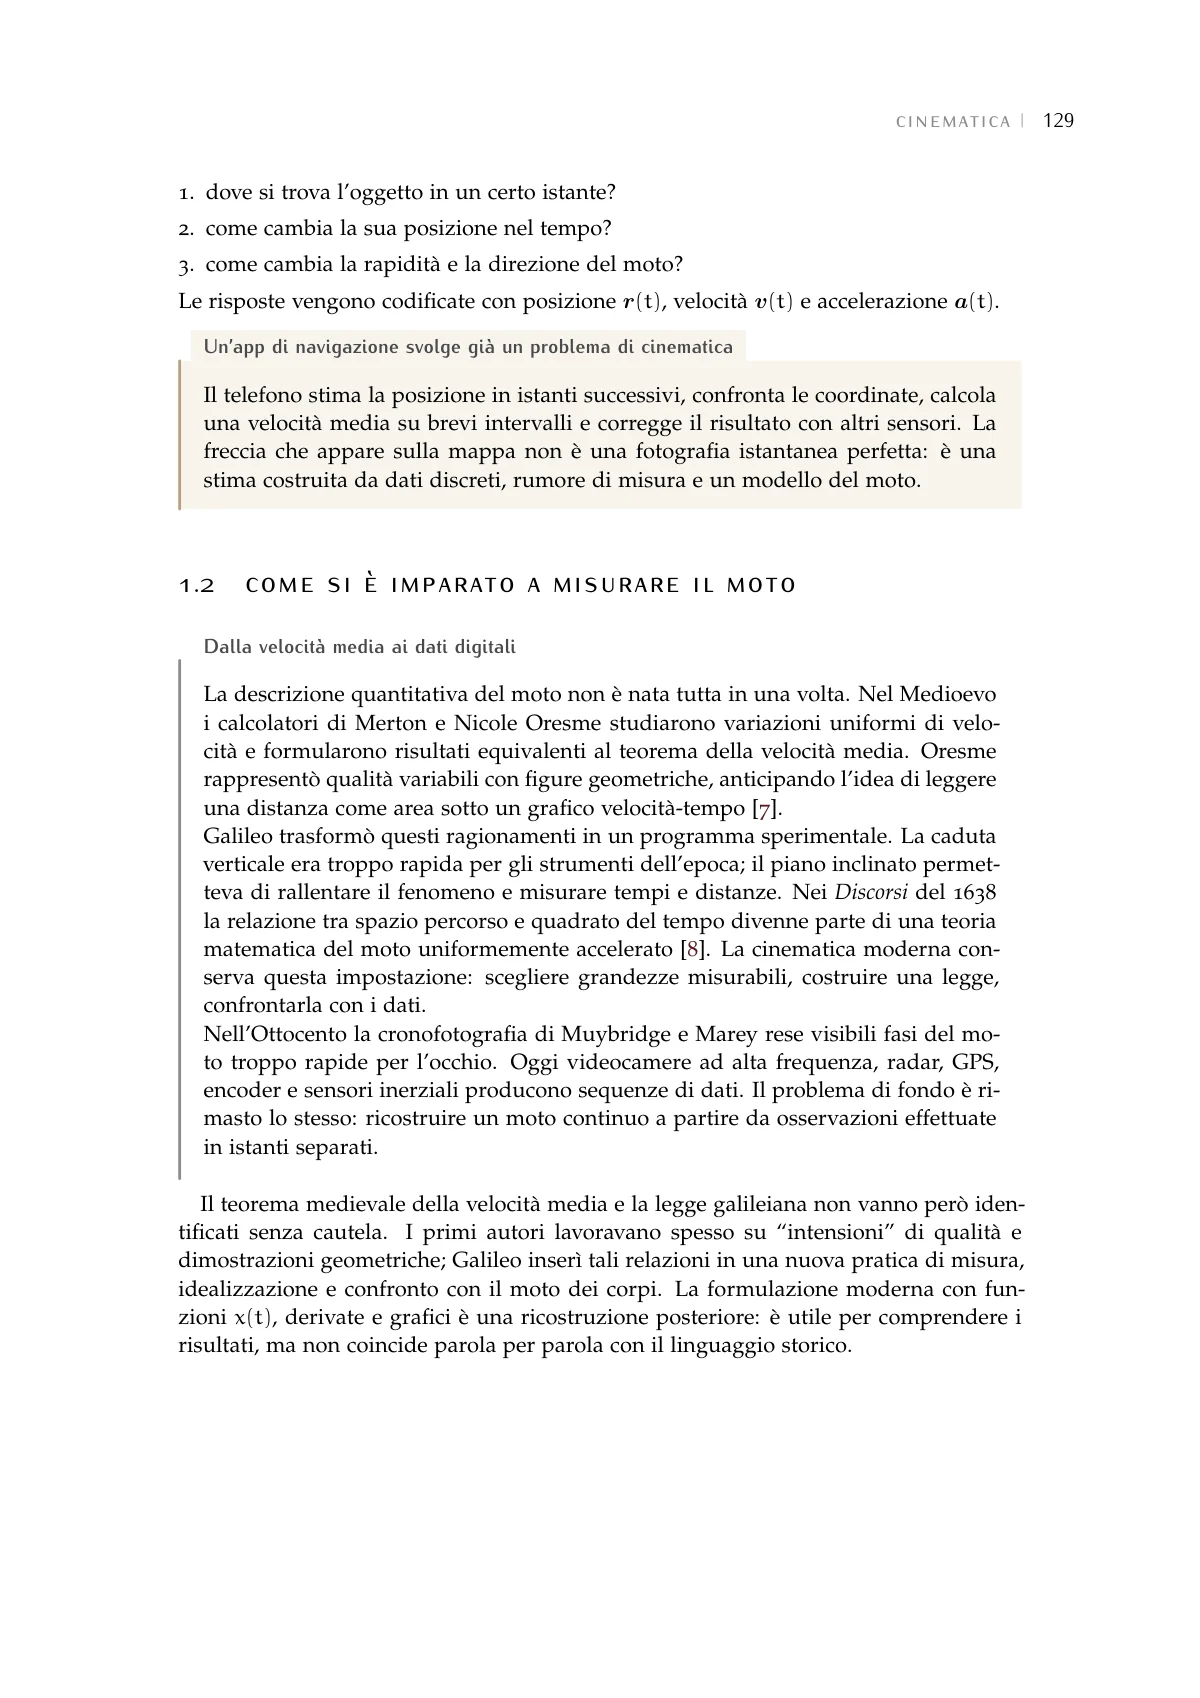 CINEMATICA | 129
1. dove si trova l'oggetto in un certo istante?
2. come cambia la sua posizione nel tempo?
3. come cambia la rapidità e la direzione del moto?
Le risposte vengono codificate con posizione r(t), velocità v(t) e accelerazione a(t).
Un'app di navigazione svolge già un problema di cinematica
Il telefono stima la posizione in istanti successivi, confronta le coordinate, calcola
una velocità media su brevi intervalli e corregge il risultato con altri sensori. La
freccia che appare sulla mappa non è una fotografia istantanea perfetta: è una
stima costruita da dati discreti, rumore di misura e un modello del moto.
1.2 COME SI È IMPARATO A MISURARE IL MOTO
Dalla velocità media ai dati digitali
La descrizione quantitativa del moto non è nata tutta in una volta. Nel Medioevo
i calcolatori di Merton e Nicole Oresme studiarono variazioni uniformi di velo-
cità e formularono risultati equivalenti al teorema della velocità media. Oresme
rappresentò qualità variabili con figure geometriche, anticipando l'idea di leggere
una distanza come area sotto un grafico velocità-tempo [7].
Galileo trasformò questi ragionamenti in un programma sperimentale. La caduta
verticale era troppo rapida per gli strumenti dell'epoca; il piano inclinato permet-
teva di rallentare il fenomeno e misurare tempi e distanze. Nei Discorsi del 1638
la relazione tra spazio percorso e quadrato del tempo divenne parte di una teoria
matematica del moto uniformemente accelerato [8]. La cinematica moderna con-
serva questa impostazione: scegliere grandezze misurabili, costruire una legge,
confrontarla con i dati.
Nell'Ottocento la cronofotografia di Muybridge e Marey rese visibili fasi del mo-
to troppo rapide per l'occhio. Oggi videocamere ad alta frequenza, radar, GPS,
encoder e sensori inerziali producono sequenze di dati. Il problema di fondo è ri-
masto lo stesso: ricostruire un moto continuo a partire da osservazioni effettuate
in istanti separati.
Il teorema medievale della velocità media e la legge galileiana non vanno però iden-
tificati senza cautela. I primi autori lavoravano spesso su “intensioni” di qualità e
dimostrazioni geometriche; Galileo inserì tali relazioni in una nuova pratica di misura,
idealizzazione e confronto con il moto dei corpi. La formulazione moderna con fun-
zioni x(t), derivate e grafici è una ricostruzione posteriore: è utile per comprendere i
risultati, ma non coincide parola per parola con il linguaggio storico.